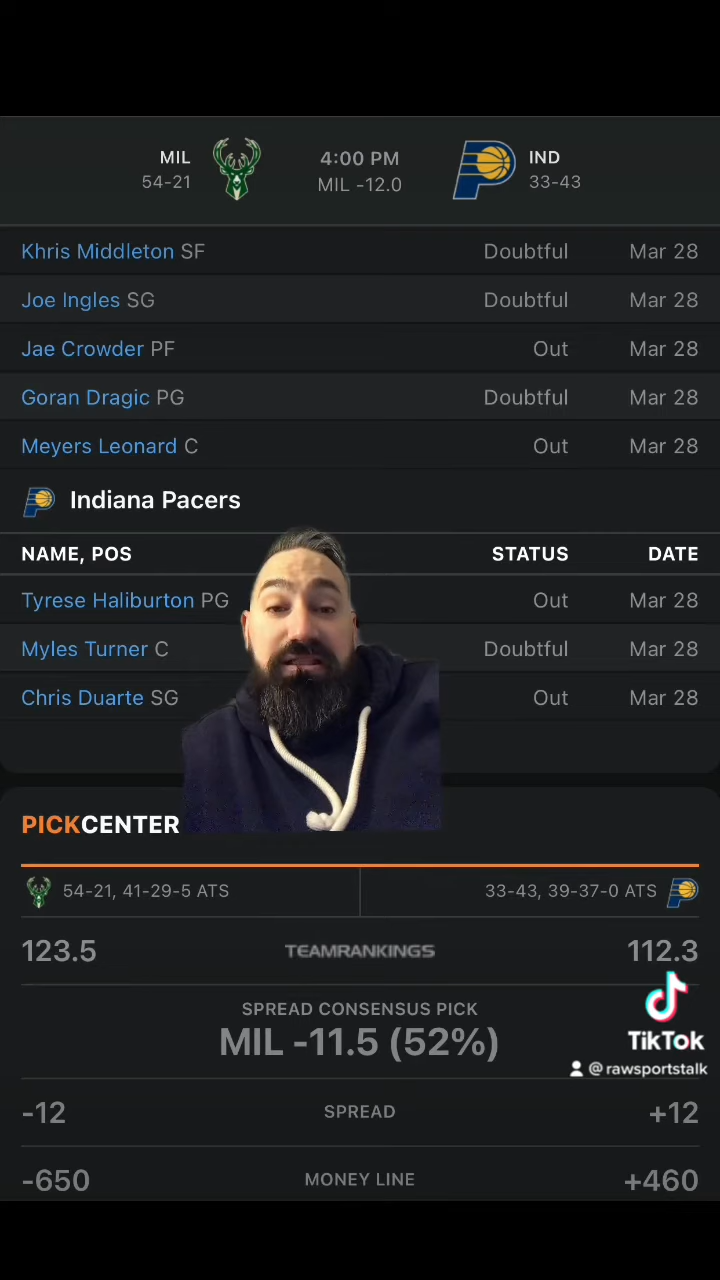 MIL 4:00 PM IND
54-21 MIL -12.0 33-43
Khris Middleton SF Doubtful Mar 28
Joe Ingles SG Doubtful Mar 28
Jae Crowder PF Out Mar 28
Goran Dragic PG Doubtful Mar 28
Meyers Leonard C Out Mar 28
Indiana Pacers
NAME, POS STATUS DATE
Tyrese Haliburton PG Out Mar 28
Myles Turner C Doubtful Mar 28
Chris Duarte SG Out Mar 28
PICKCENTER
54-21, 41-29-5 ATS 33-43, 39-37-0 ATS
123.5 TEAMRANKINGS 112.3
SPREAD CONSENSUS PICK
MIL -11.5 (52%)
TikTok
@rawsportstalk
-12 SPREAD +12
-650 MONEY LINE +460